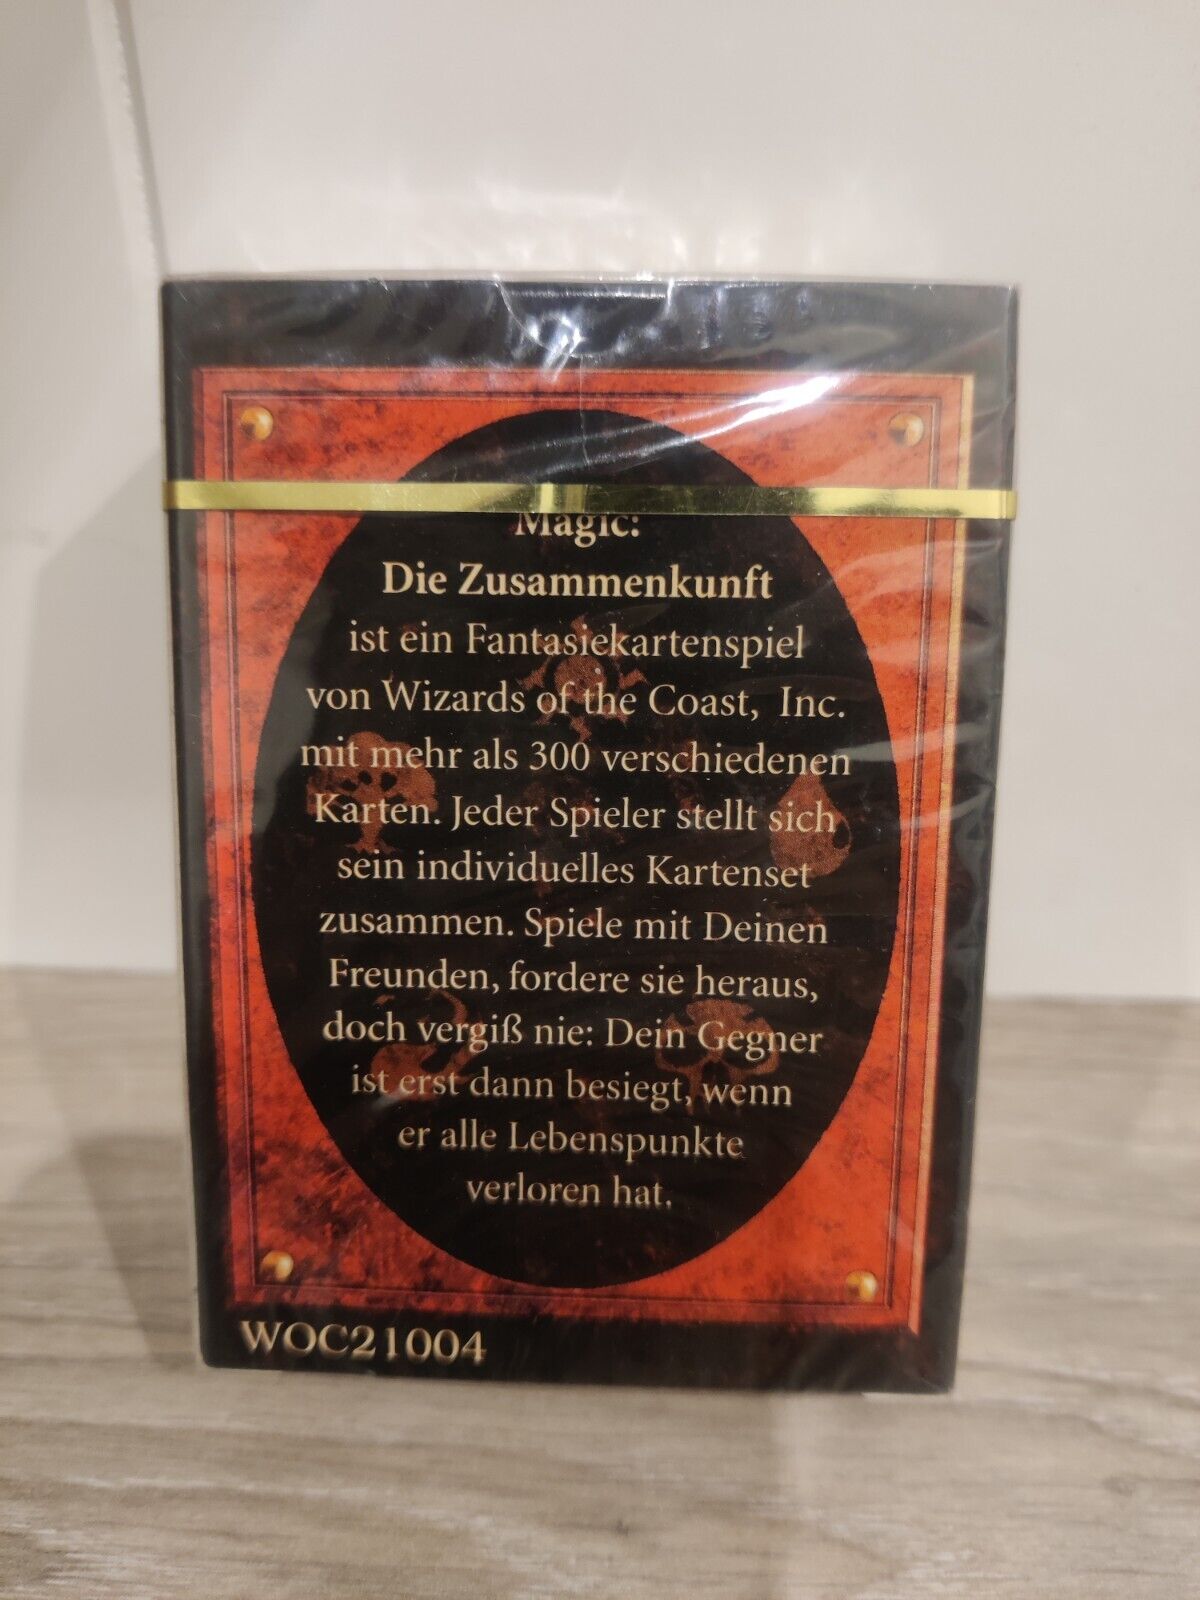 Magic:
Die Zusammenkunft
ist ein Fantasiekartenspiel
von Wizards of the Coast, Inc.
mit mehr als 300 verschiedenen
Karten. Jeder Spieler stellt sich
sein individuelles Kartenset
zusammen. Spiele mit Deinen
Freunden, fordere sie heraus,
doch vergiß nie: Dein Gegner
ist erst dann besiegt, wenn
er alle Lebenspunkte
verloren hat.
WOC21004